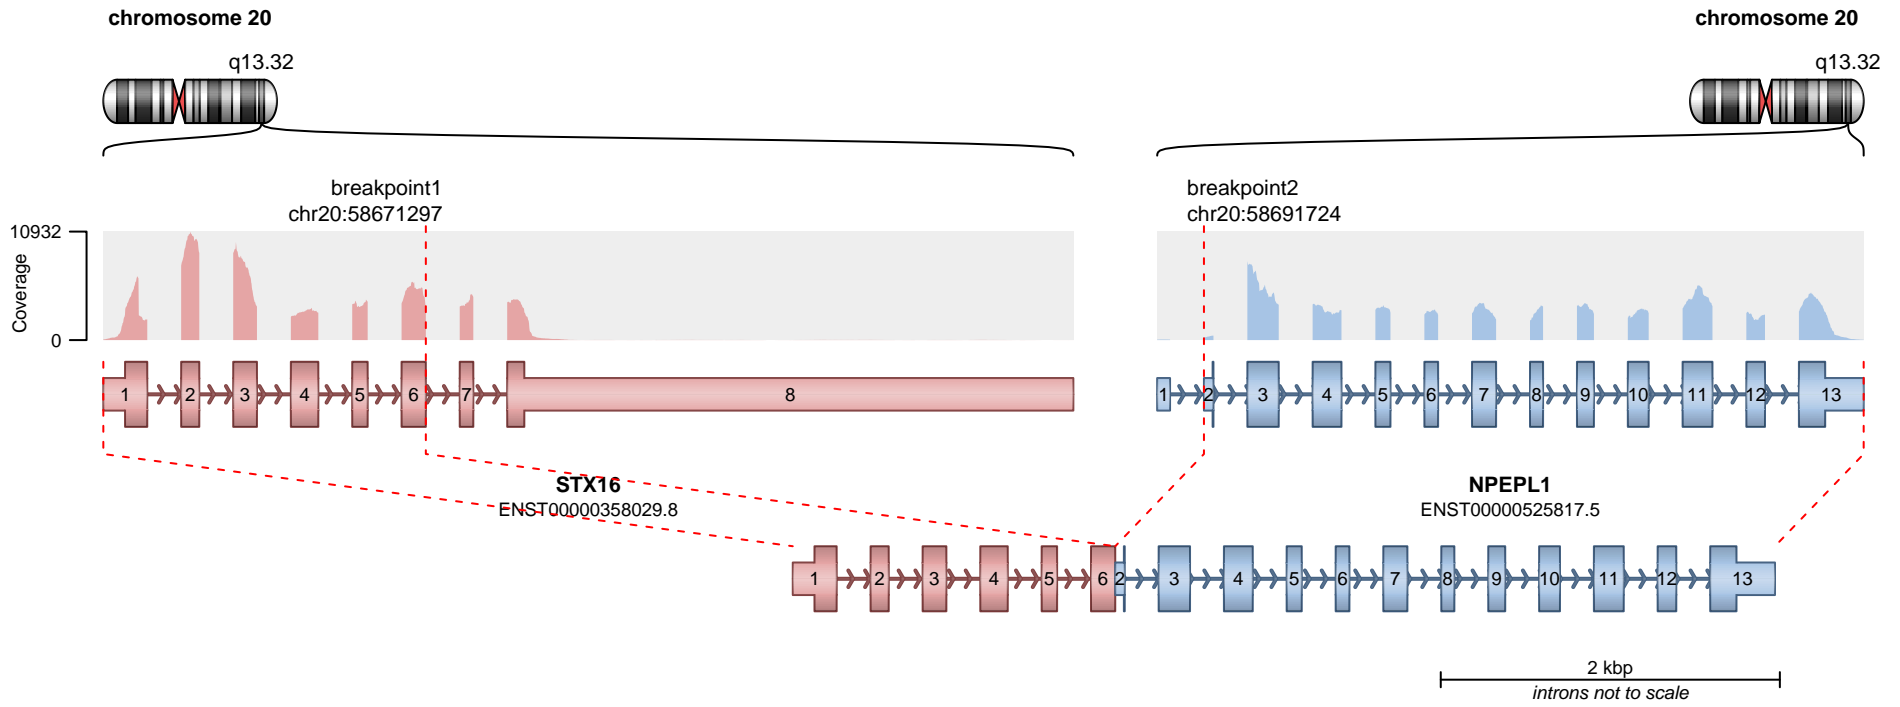 chromosome 20
chromosome 20
q13.32
q13.32
breakpoint1
chr20:58671297
breakpoint2
chr20:58691724
10932
Coverage
0
1 2 3 4 5 6 7 8
1 2 3 4 5 6 7 8 9 10 11 12 13
STX16
ENST00000358029.8
NPEPL1
ENST00000525817.5
1 2 3 4 5 6 2 3 4 5 6 7 8 9 10 11 12 13
2 kbp
introns not to scale